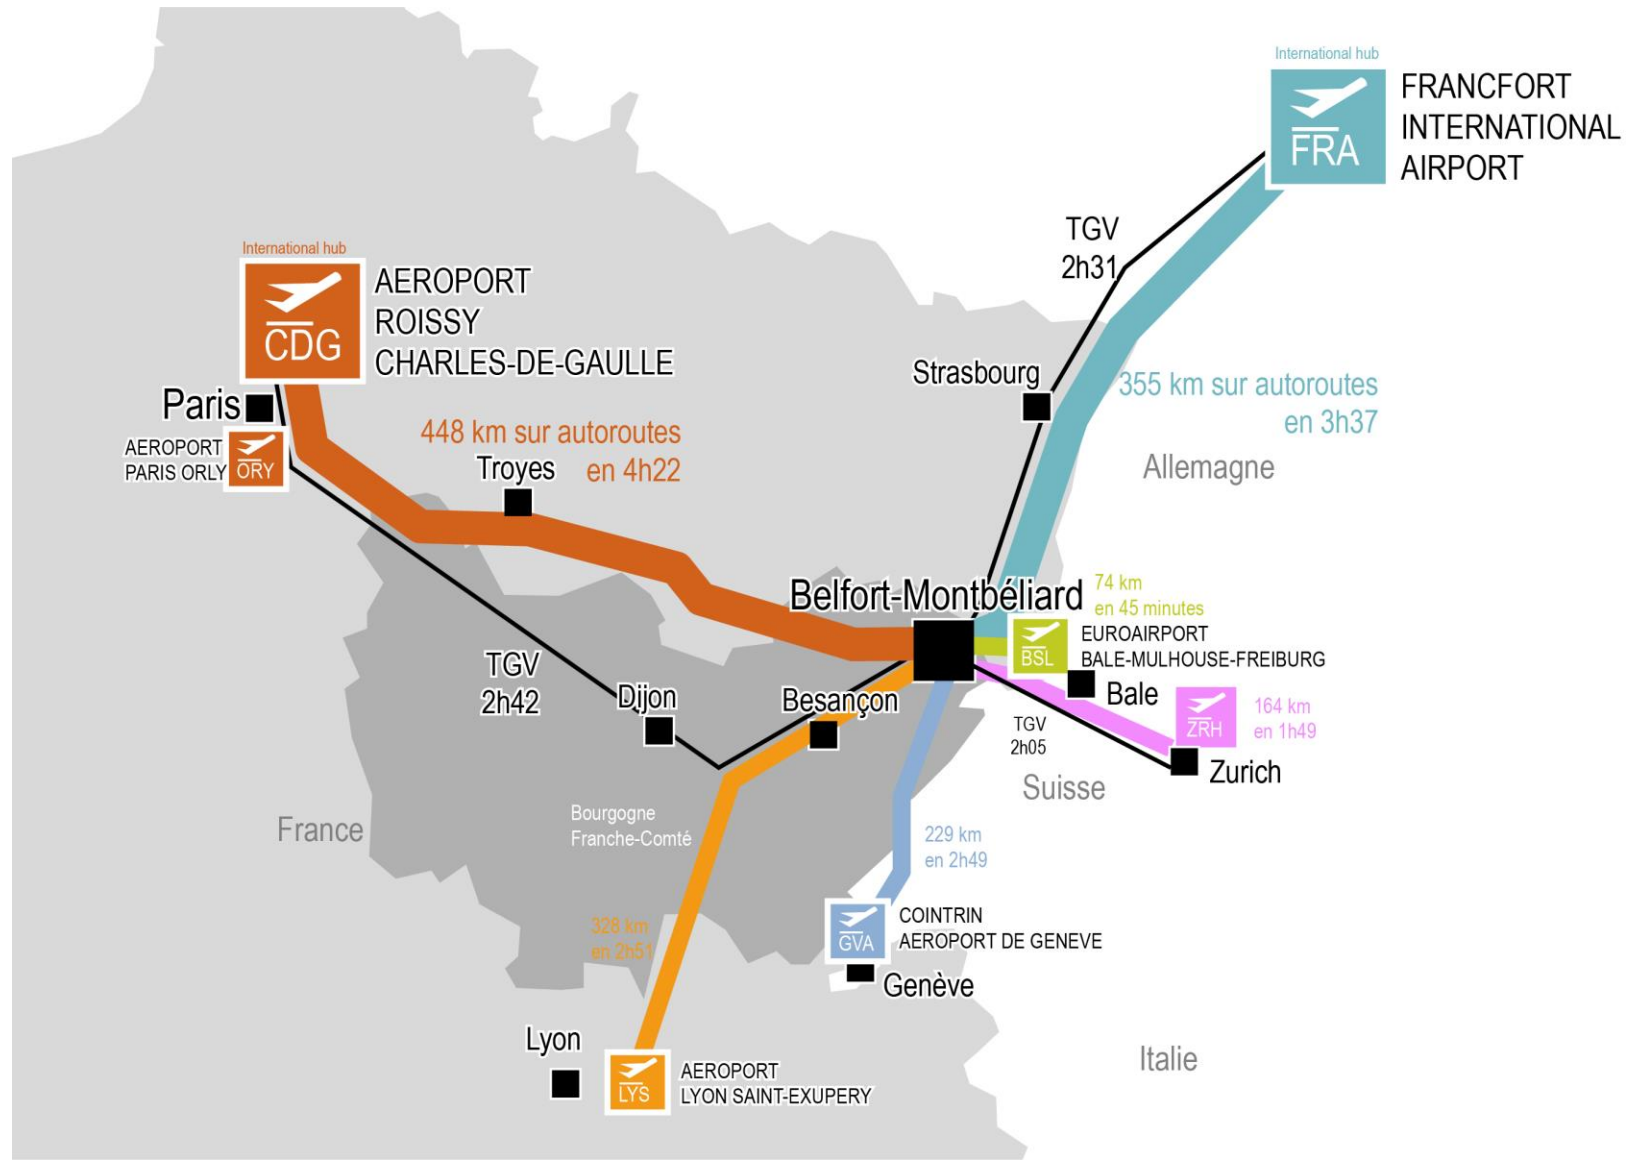 International hub
FRA
FRANCFORT
INTERNATIONAL
AIRPORT
TGV
2h31
International hub
CDG
AEROPORT
ROISSY
CHARLES-DE-GAULLE
Paris
AEROPORT
PARIS ORLY
ORY
448 km sur autoroutes
en 4h22
Troyes
Strasbourg
355 km sur autoroutes
en 3h37
Allemagne
Belfort-Montbéliard
74 km
en 45 minutes
BSL
EUROAIRPORT
BALE-MULHOUSE-FREIBURG
Bale
ZRH
164 km
en 1h49
Zurich
TGV
2h05
Suisse
TGV
2h42
Dijon
Besançon
Bourgogne
Franche-Comté
France
229 km
en 2h49
328 km
en 2h51
GVA
COINTRIN
AEROPORT DE GENEVE
Genève
Lyon
LYS
AEROPORT
LYON SAINT-EXUPERY
Italie